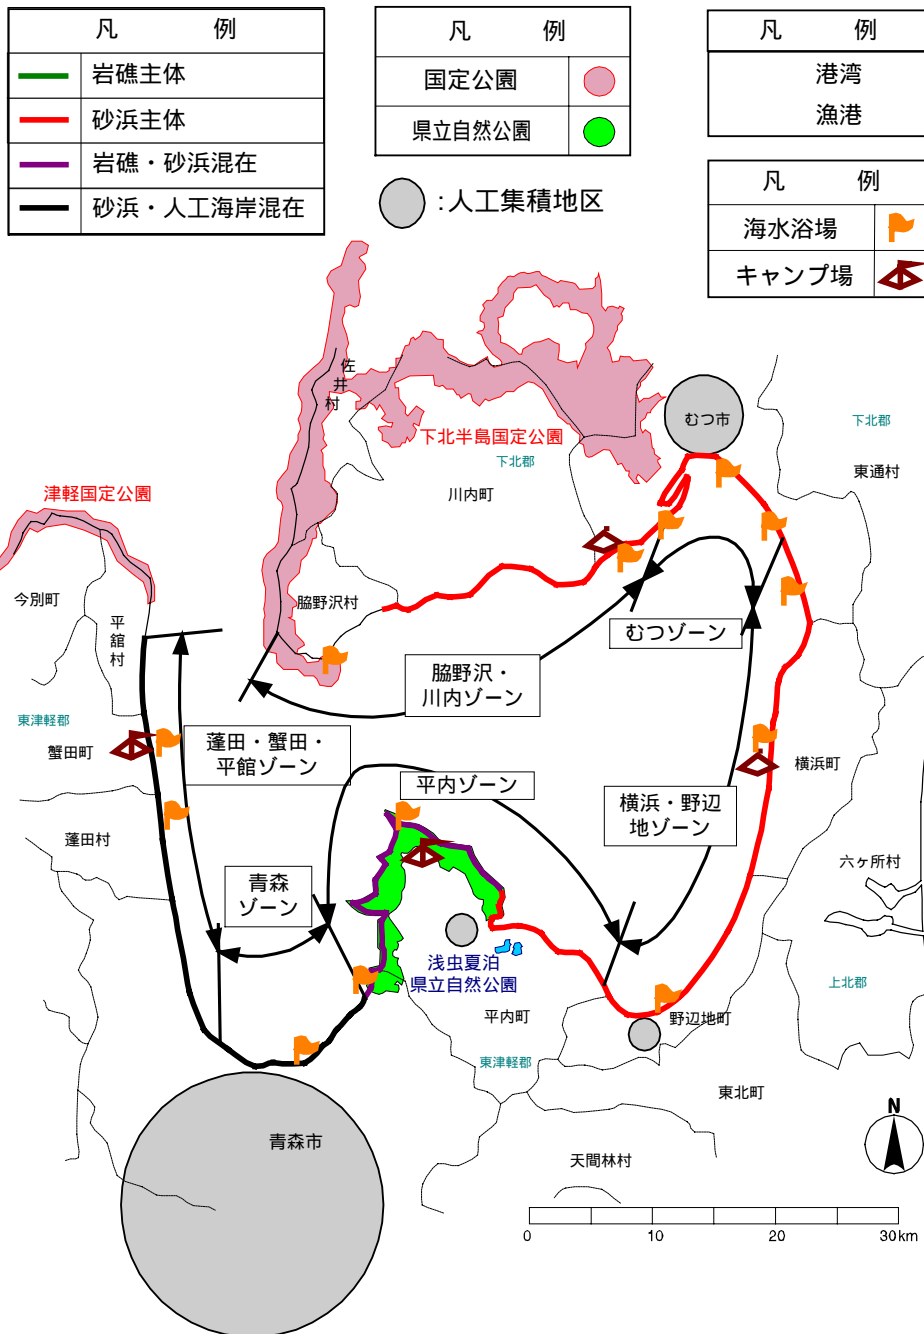 凡 例
岩礁主体
砂浜主体
岩礁・砂浜混在
砂浜・人工海岸混在
凡 例
国定公園
県立自然公園
:人工集積地区
凡 例
港湾
漁港
凡 例
海水浴場
キャンプ場
佐井村
むつ市
下北半島国定公園
下北郡
下北郡
東通村
川内町
津軽国定公園
今別町
平舘村
脇野沢村
むつゾーン
脇野沢・
川内ゾーン
東津軽郡
蟹田町
蓬田・蟹田・
平館ゾーン
平内ゾーン
横浜・野辺
地ゾーン
横浜町
蓬田村
六ヶ所村
青森
ゾーン
浅虫夏泊
県立自然公園
平内町
上北郡
野辺地町
東津軽郡
東北町
青森市
天間林村
N
0 10 20 30km